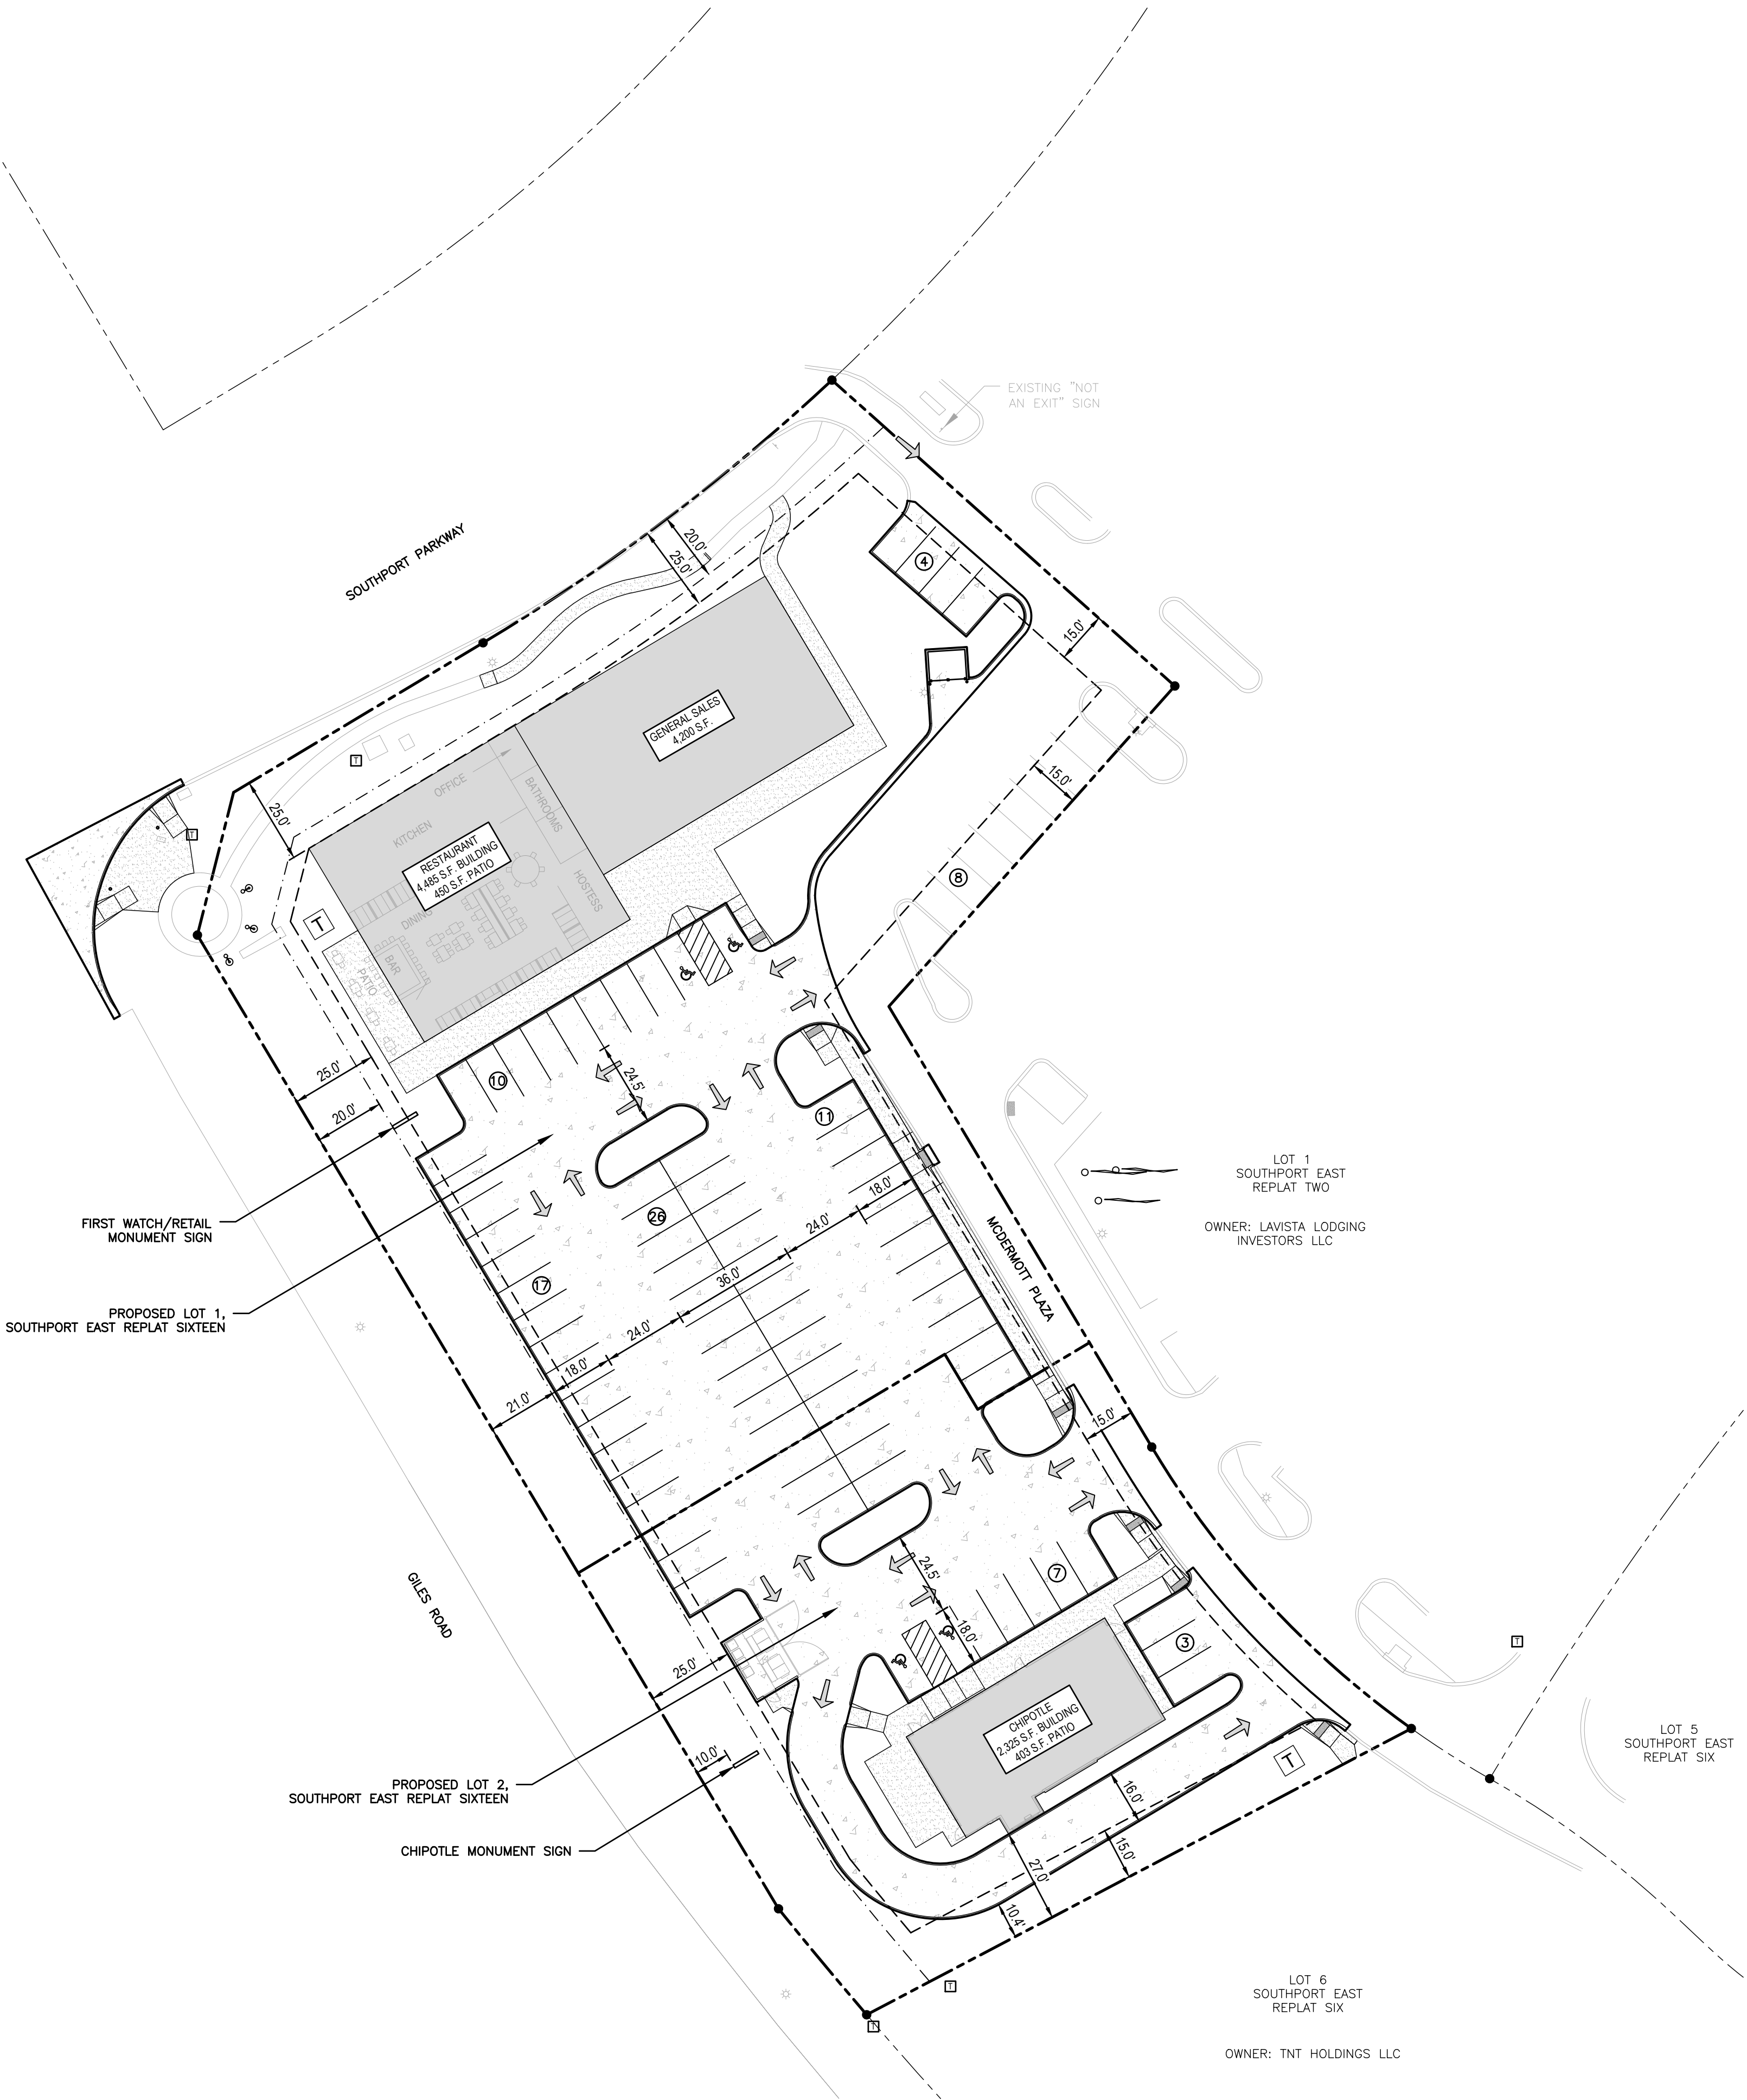 EXISTING "NOT
AN EXIT" SIGN
SOUTHPORT PARKWAY
20.0'
25.0'
4
15.0'
GENERAL SALES
4,200 S.F.
15.0'
25.0'
OFFICE
BATHROOMS
KITCHEN
RESTAURANT
4,485 S.F. BUILDING
450 S.F. PATIO
HOSTESS
DINING
BAR
PATIO
T
T
T
8
25.0'
20.0'
10
24.5'
11
FIRST WATCH/RETAIL
MONUMENT SIGN
26
18.0'
24.0'
36.0'
17
24.0'
18.0'
21.0'
PROPOSED LOT 1,
SOUTHPORT EAST REPLAT SIXTEEN
MCDERMOTT PLAZA
LOT 1
SOUTHPORT EAST
REPLAT TWO
OWNER: LAVISTA LODGING
INVESTORS LLC
15.0'
GILES ROAD
24.5'
7
18.0'
3
25.0'
10.0'
CHIPOTLE
2,325 S.F. BUILDING
403 S.F. PATIO
T
T
16.0'
15.0'
27.0'
10.4'
PROPOSED LOT 2,
SOUTHPORT EAST REPLAT SIXTEEN
CHIPOTLE MONUMENT SIGN
LOT 5
SOUTHPORT EAST
REPLAT SIX
T
T
LOT 6
SOUTHPORT EAST
REPLAT SIX
OWNER: TNT HOLDINGS LLC